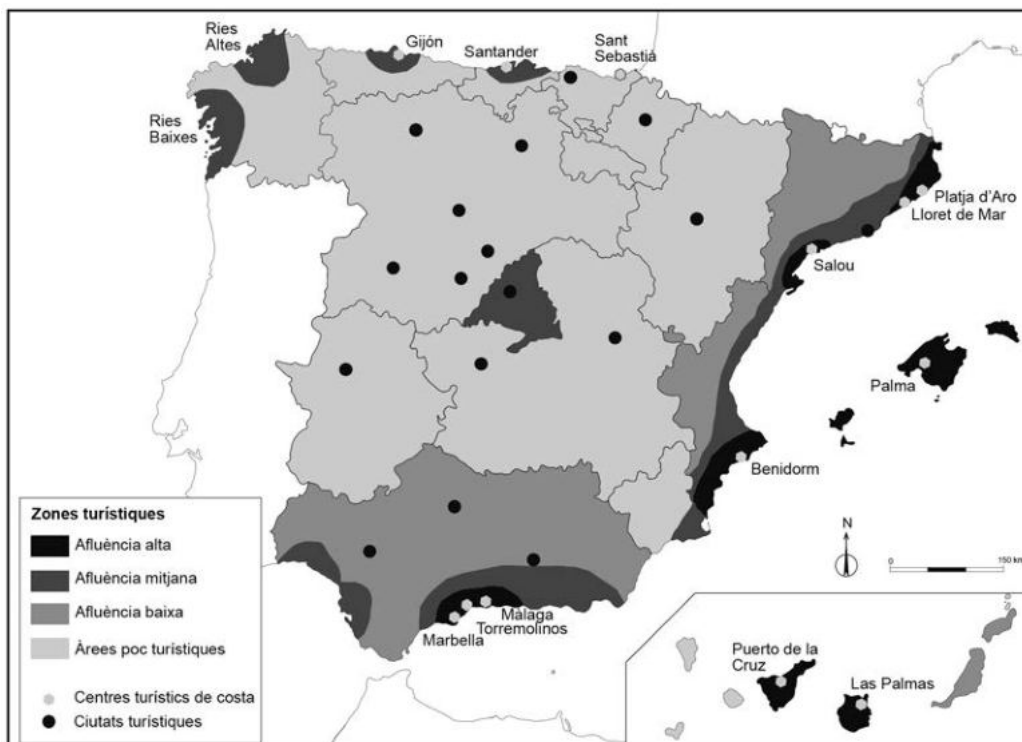 Ries
Altes
Gijón
Santander
Sant
Sebastià
Ries
Baixes
Platja d'Aro
Lloret de Mar
Salou
Palma
Benidorm
Zones turístiques
Afluència alta
Afluència mitjana
Afluència baixa
Àrees poc turístiques
Centres turístics de costa
Ciutats turístiques
Màlaga
Torremolinos
Marbella
N
0 150 km
Puerto de la
Cruz
Las Palmas